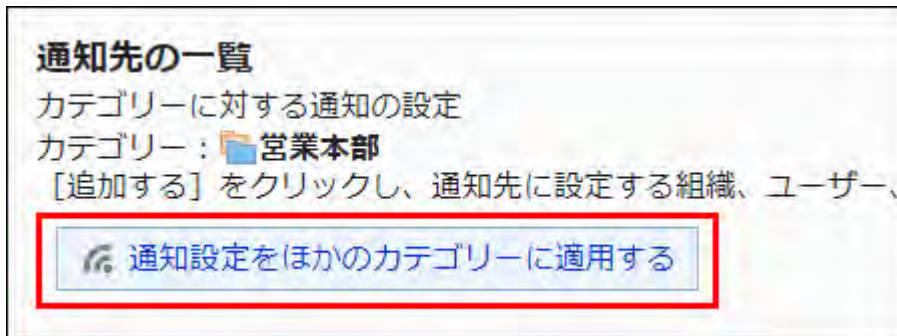 通知先の一覧
カテゴリーに対する通知の設定
カテゴリー：営業本部
［追加する］をクリックし、通知先に設定する組織、ユーザー、
通知設定をほかのカテゴリーに適用する